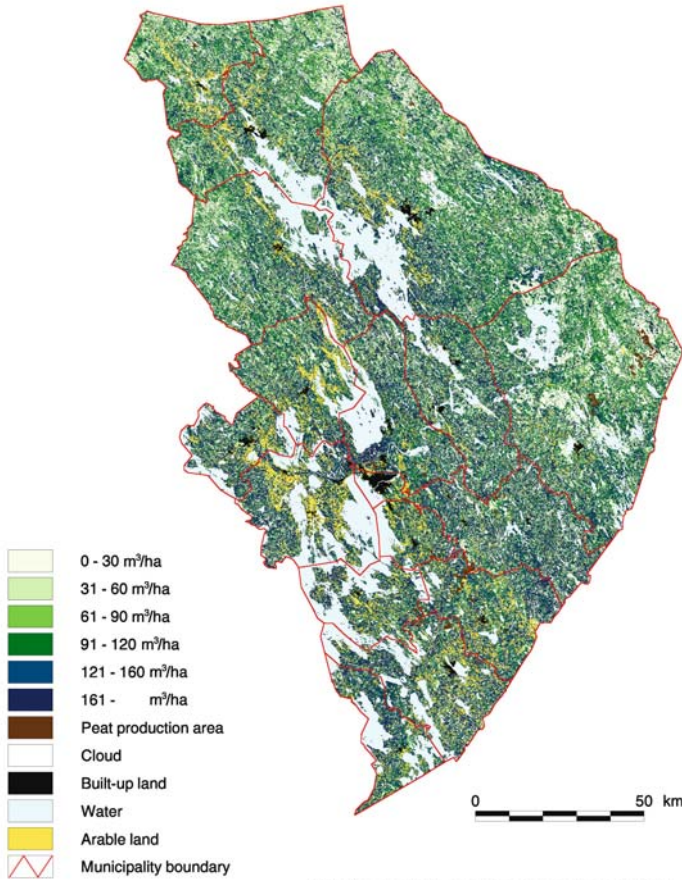 0 - 30 m³/ha
31 - 60 m³/ha
61 - 90 m³/ha
91 - 120 m³/ha
121 - 160 m³/ha
161 - m³/ha
Peat production area
Cloud
Built-up land
Water
Arable land
Municipality boundary
0 50 km